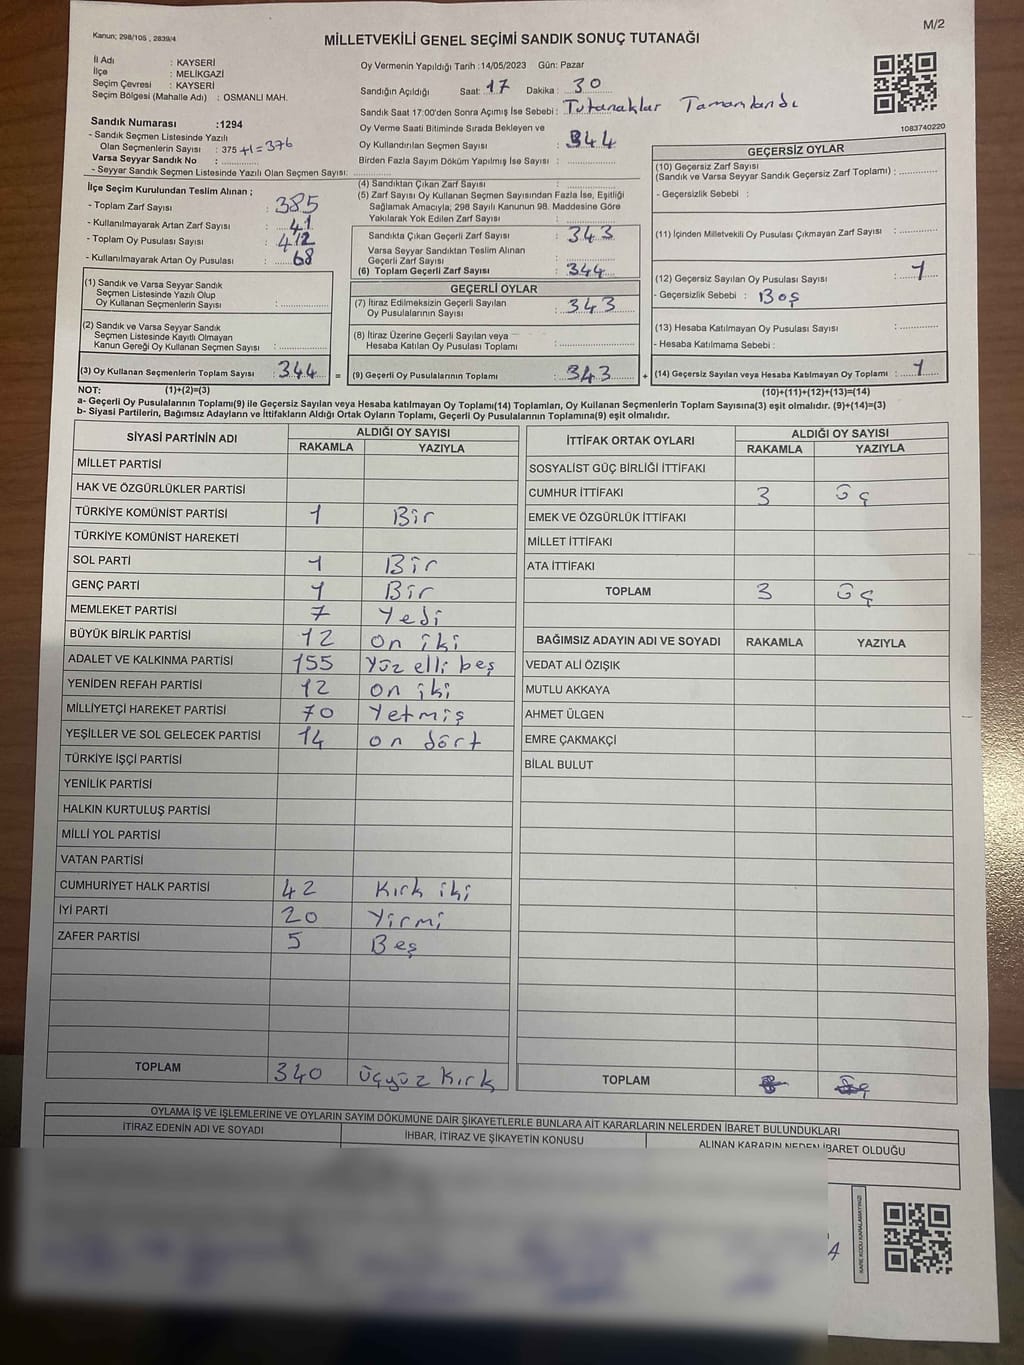 M/2
Kanun; 298/105 , 2839/4
MİLLETVEKİLİ GENEL SEÇİMİ SANDIK SONUÇ TUTANAĞI
İl Adı : KAYSERİ
İlçe : MELİKGAZİ
Seçim Çevresi : KAYSERİ
Seçim Bölgesi (Mahalle Adı) : OSMANLI MAH.
Sandık Numarası :1294
- Sandık Seçmen Listesinde Yazılı
Olan Seçmenlerin Sayısı : 375 +1=376
Varsa Seyyar Sandık No :
- Seyyar Sandık Seçmen Listesinde Yazılı Olan Seçmen Sayısı:
Oy Vermenin Yapıldığı Tarih :14/05/2023 Gün: Pazar
Sandığın Açıldığı Saat: 17 Dakika : 30
Sandık Saat 17:00'den Sonra Açımış İse Sebebi : Tutanaklar Tamamlandı
Oy Verme Saati Bitiminde Sırada Bekleyen ve
Oy Kullandırılan Seçmen Sayısı : 344
Birden Fazla Sayım Döküm Yapılmış İse Sayısı :
1083740220
İlçe Seçim Kurulundan Teslim Alınan ;
- Toplam Zarf Sayısı : 385
- Kullanılmayarak Artan Zarf Sayısı : 41
- Toplam Oy Pusulası Sayısı : 412
- Kullanılmayarak Artan Oy Pusulası : 68
(1) Sandık ve Varsa Seyyar Sandık
Seçmen Listesinde Yazılı Olup
Oy Kullanan Seçmenlerin Sayısı :
(2) Sandık ve Varsa Seyyar Sandık
Seçmen Listesinde Kayıtlı Olmayan
Kanun Gereği Oy Kullanan Seçmen Sayısı :
(3) Oy Kullanan Seçmenlerin Toplam Sayısı : 344 =
(4) Sandıktan Çıkan Zarf Sayısı :
(5) Zarf Sayısı Oy Kullanan Seçmen Sayısından Fazla İse, Eşitliği
Sağlamak Amacıyla; 298 Sayılı Kanunun 98. Maddesine Göre
Yakılarak Yok Edilen Zarf Sayısı :
Sandıkta Çıkan Geçerli Zarf Sayısı : 343
Varsa Seyyar Sandıktan Teslim Alınan
Geçerli Zarf Sayısı :
(6) Toplam Geçerli Zarf Sayısı : 344
GEÇERLİ OYLAR
(7) İtiraz Edilmeksizin Geçerli Sayılan
Oy Pusulalarının Sayısı : 343
(8) İtiraz Üzerine Geçerli Sayılan veya
Hesaba Katılan Oy Pusulası Toplamı :
(9) Geçerli Oy Pusulalarının Toplamı : 343 +
GEÇERSİZ OYLAR
(10) Geçersiz Zarf Sayısı
(Sandık ve Varsa Seyyar Sandık Geçersiz Zarf Toplamı) :
- Geçersizlik Sebebi :
(11) İçinden Milletvekili Oy Pusulası Çıkmayan Zarf Sayısı :
(12) Geçersiz Sayılan Oy Pusulası Sayısı : 1
- Geçersizlik Sebebi : Boş
(13) Hesaba Katılmayan Oy Pusulası Sayısı :
- Hesaba Katılmama Sebebi :
(14) Geçersiz Sayılan veya Hesaba Katılmayan Oy Toplamı : 1
NOT: (1)+(2)=(3) (10)+(11)+(12)+(13)=(14)
a- Geçerli Oy Pusulalarının Toplamı(9) ile Geçersiz Sayılan veya Hesaba katılmayan Oy Toplamı(14) Toplamları, Oy Kullanan Seçmenlerin Toplam Sayısına(3) eşit olmalıdır. (9)+(14)=(3)
b- Siyasi Partilerin, Bağımsız Adayların ve İttifakların Aldığı Ortak Oyların Toplamı, Geçerli Oy Pusulalarının Toplamına(9) eşit olmalıdır.
SİYASİ PARTİNİN ADI ALDIĞI OY SAYISI
RAKAMLA YAZIYLA
MİLLET PARTİSİ
HAK VE ÖZGÜRLÜKLER PARTİSİ
TÜRKİYE KOMÜNİST PARTİSİ 1 Bir
TÜRKİYE KOMÜNİST HAREKETİ
SOL PARTİ 1 Bir
GENÇ PARTİ 1 Bir
MEMLEKET PARTİSİ 7 Yedi
BÜYÜK BİRLİK PARTİSİ 12 on iki
ADALET VE KALKINMA PARTİSİ 155 Yüz elli beş
YENİDEN REFAH PARTİSİ 12 on iki
MİLLİYETÇİ HAREKET PARTİSİ 70 Yetmiş
YEŞİLLER VE SOL GELECEK PARTİSİ 14 on dört
TÜRKİYE İŞÇİ PARTİSİ
YENİLİK PARTİSİ
HALKIN KURTULUŞ PARTİSİ
MİLLİ YOL PARTİSİ
VATAN PARTİSİ
CUMHURİYET HALK PARTİSİ 42 Kırk iki
İYİ PARTİ 20 Yirmi
ZAFER PARTİSİ 5 Beş
TOPLAM 340 üçyüz Kırk
İTTİFAK ORTAK OYLARI ALDIĞI OY SAYISI
RAKAMLA YAZIYLA
SOSYALİST GÜÇ BİRLİĞİ İTTİFAKI
CUMHUR İTTİFAKI 3 Üç
EMEK VE ÖZGÜRLÜK İTTİFAKI
MİLLET İTTİFAKI
ATA İTTİFAKI
TOPLAM 3 Üç
BAĞIMSIZ ADAYIN ADI VE SOYADI RAKAMLA YAZIYLA
VEDAT ALİ ÖZIŞIK
MUTLU AKKAYA
AHMET ÜLGEN
EMRE ÇAKMAKÇİ
BİLAL BULUT
TOPLAM
OYLAMA İŞ VE İŞLEMLERİNE VE OYLARIN SAYIM DÖKÜMÜNE DAİR ŞİKAYETLERLE BUNLARA AİT KARARLARIN NELERDEN İBARET BULUNDUKLARI
İTİRAZ EDENİN ADI VE SOYADI İHBAR, İTİRAZ VE ŞİKAYETİN KONUSU ALINAN KARARIN NEDEN İBARET OLDUĞU
KARE KODU KARALAMAYINIZ!